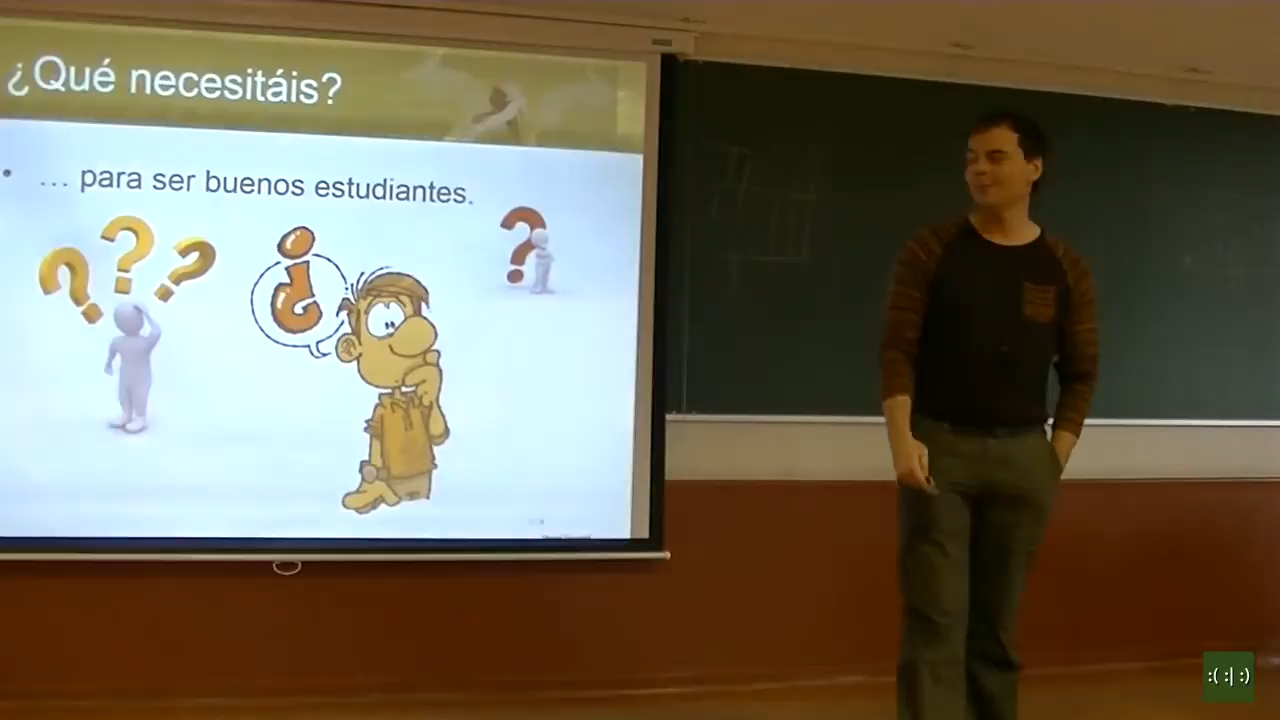 ¿Qué necesitáis?
• … para ser buenos estudiantes.
? ? ?
¿
?
:( :| :)